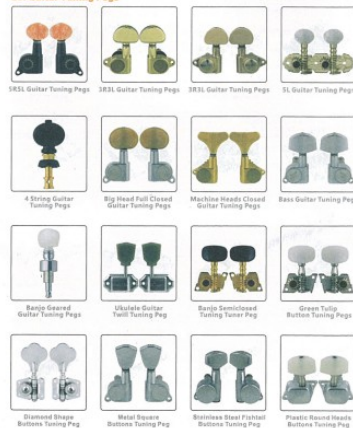 5R5L Guitar Tuning Pegs
3R3L Guitar Tuning Pegs
3R3L Guitar Tuning Pegs
5L Guitar Tuning Pegs
4 String Guitar
Tuning Pegs
Big Head Full Closed
Guitar Tuning Pegs
Machine Heads Closed
Guitar Tuning Pegs
Bass Guitar Tuning Pegs
Banjo Geared
Guitar Tuning Pegs
Ukulele Guitar
Tuning Peg
Banjo Semiclosed
Tuning Tuner Peg
Green Tulip
Button Tuning Pegs
Diamond Shape
Buttons Tuning Peg
Metal Square
Buttons Tuning Peg
Stainless Steel Fishtail
Buttons Tuning Peg
Plastic Round Heads
Buttons Tuning Peg